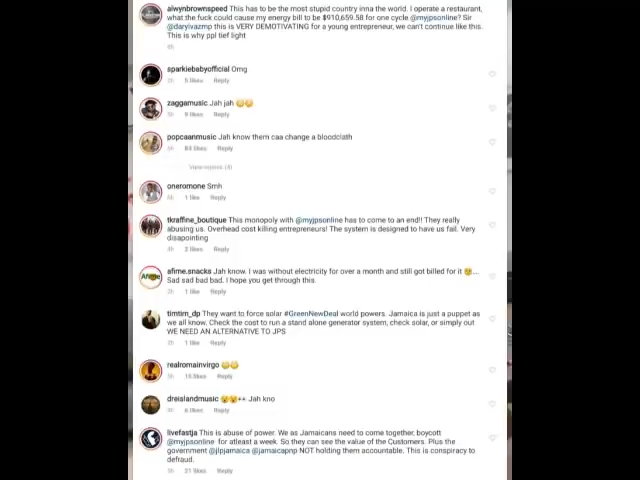 alwynbrownspeed This has to be the most stupid country inna the world. I operate a restaurant,
what the fuck could cause my energy bill to be $910,659.58 for one cycle @myjpsonline? Sir
@darylvazmp this is VERY DEMOTIVATING for a young entrepreneur, we can't continue like this.
This is why ppl tief light
6h
sparkiebabyofficial Omg
5 likes Reply
zaggamusic Jah jah 😳😳
5h 9 likes Reply
popcaanmusic Jah know them caa change a bloodclath
6h 84 likes Reply
View replies (4)
oneromone Smh
6h 1 like Reply
tkraffine_boutique This monopoly with @myjpsonline has to come to an end!! They really
abusing us. Overhead cost killing entrepreneurs! The system is designed to have us fail. Very
disapointing
4h 2 likes Reply
afime.snacks Jah know. I was without electricity for over a month and still got billed for it 🥺....
Sad sad bad bad. I hope you get through this.
1 like Reply
timtim_dp They want to force solar #GreenNewDeal world powers. Jamaica is just a puppet as
we all know. Check the cost to run a stand alone generator system, check solar, or simply out
WE NEED AN ALTERNATIVE TO JPS
1 like Reply
realromainvirgo 😳😳
5h 16 likes Reply
dreislandmusic 😮😮👀 Jah kno
6 likes Reply
livefastja This is abuse of power. We as Jamaicans need to come together, boycott
@myjpsonline for atleast a week. So they can see the value of the Customers. Plus the
government @jlpjamaica @jamaicapnp NOT holding them accountable. This is conspiracy to
defraud.
5h 21 likes Reply